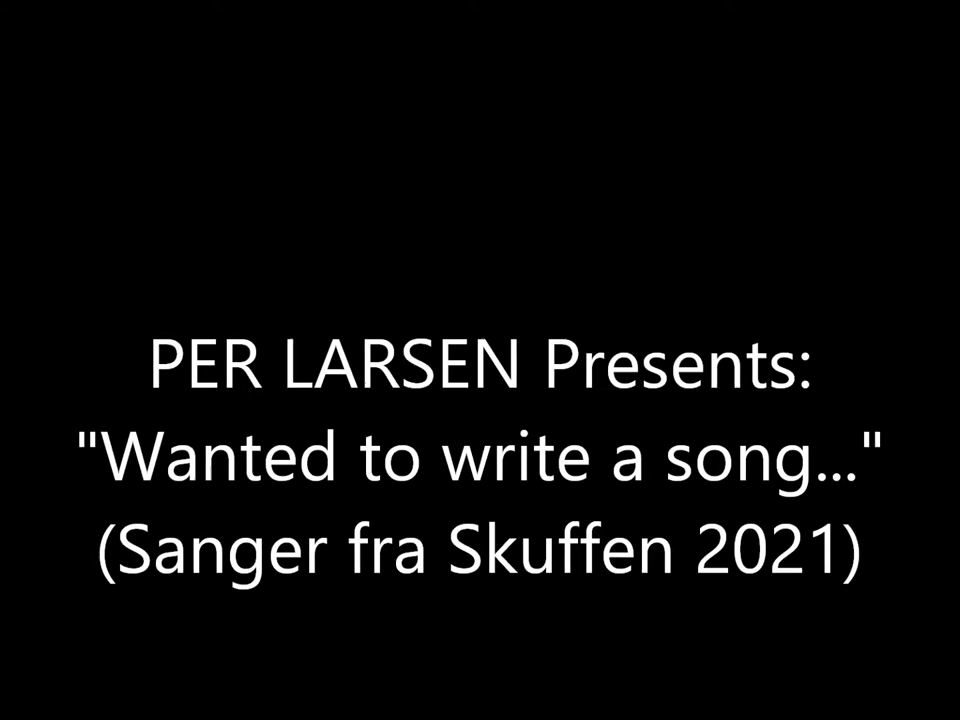 PER LARSEN Presents:
"Wanted to write a song..."
(Sanger fra Skuffen 2021)